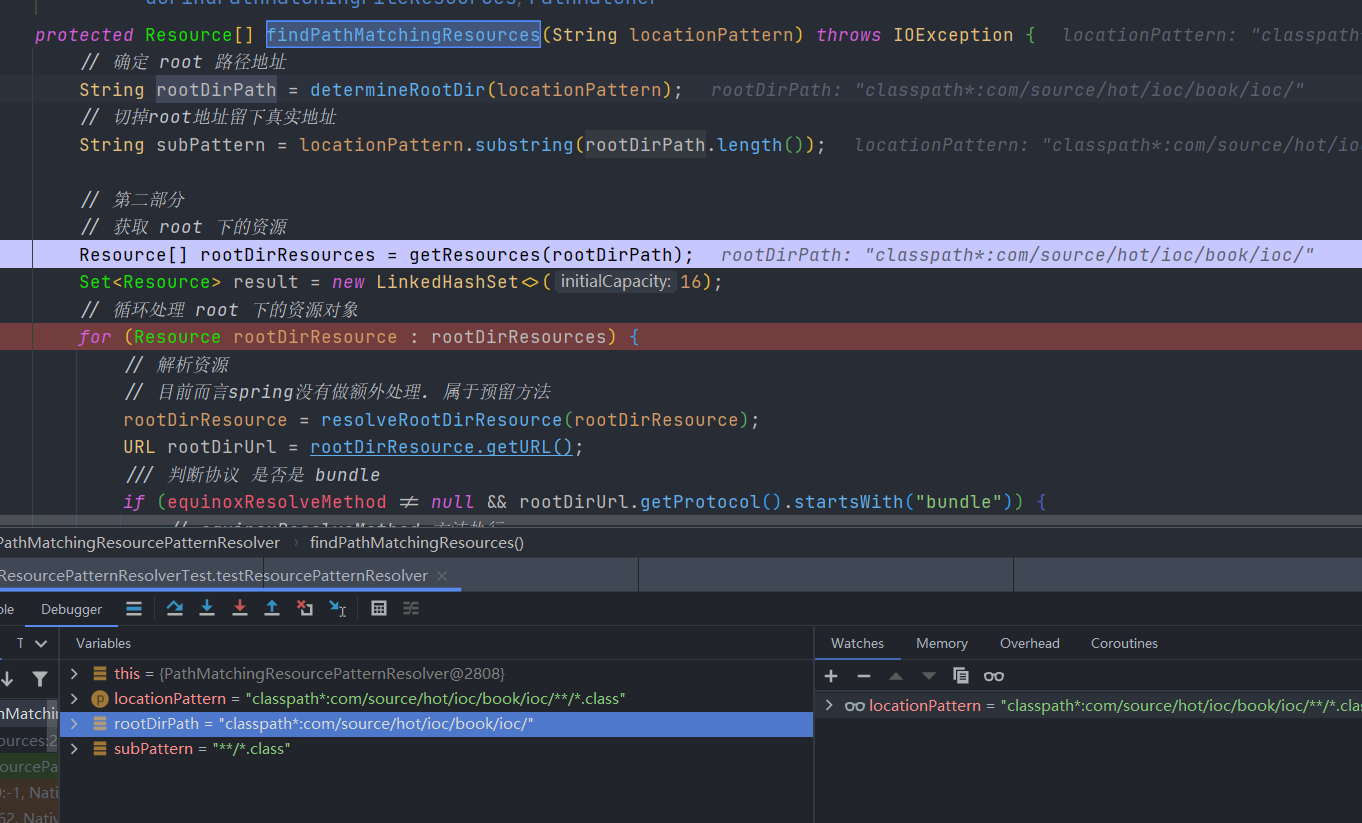 protected Resource[] findPathMatchingResources(String locationPattern) throws IOException { locationPattern: "classpath
// 确定 root 路径地址
String rootDirPath = determineRootDir(locationPattern); rootDirPath: "classpath*:com/source/hot/ioc/book/ioc/"
// 切掉root地址留下真实地址
String subPattern = locationPattern.substring(rootDirPath.length()); locationPattern: "classpath*:com/source/hot/io
// 第二部分
// 获取 root 下的资源
Resource[] rootDirResources = getResources(rootDirPath); rootDirPath: "classpath*:com/source/hot/ioc/book/ioc/"
Set<Resource> result = new LinkedHashSet<>( initialCapacity: 16);
// 循环处理 root 下的资源对象
for (Resource rootDirResource : rootDirResources) {
// 解析资源
// 目前而言spring没有做额外处理. 属于预留方法
rootDirResource = resolveRootDirResource(rootDirResource);
URL rootDirUrl = rootDirResource.getURL();
/// 判断协议 是否是 bundle
if (equinoxResolveMethod != null && rootDirUrl.getProtocol().startsWith("bundle")) {
PathMatchingResourcePatternResolver › findPathMatchingResources()
ResourcePatternResolverTest.testResourcePatternResolver ×
ole Debugger
T Variables Watches Memory Overhead Coroutines
this = {PathMatchingResourcePatternResolver@2808}
p locationPattern = "classpath*:com/source/hot/ioc/book/ioc/**/*.class"
locationPattern = "classpath*:com/source/hot/ioc/book/ioc/**/*.cla
rootDirPath = "classpath*:com/source/hot/ioc/book/ioc/"
subPattern = "**/*.class"
hMatchin
ources:2
ourcePa
):-1, Nati
62, Nativ